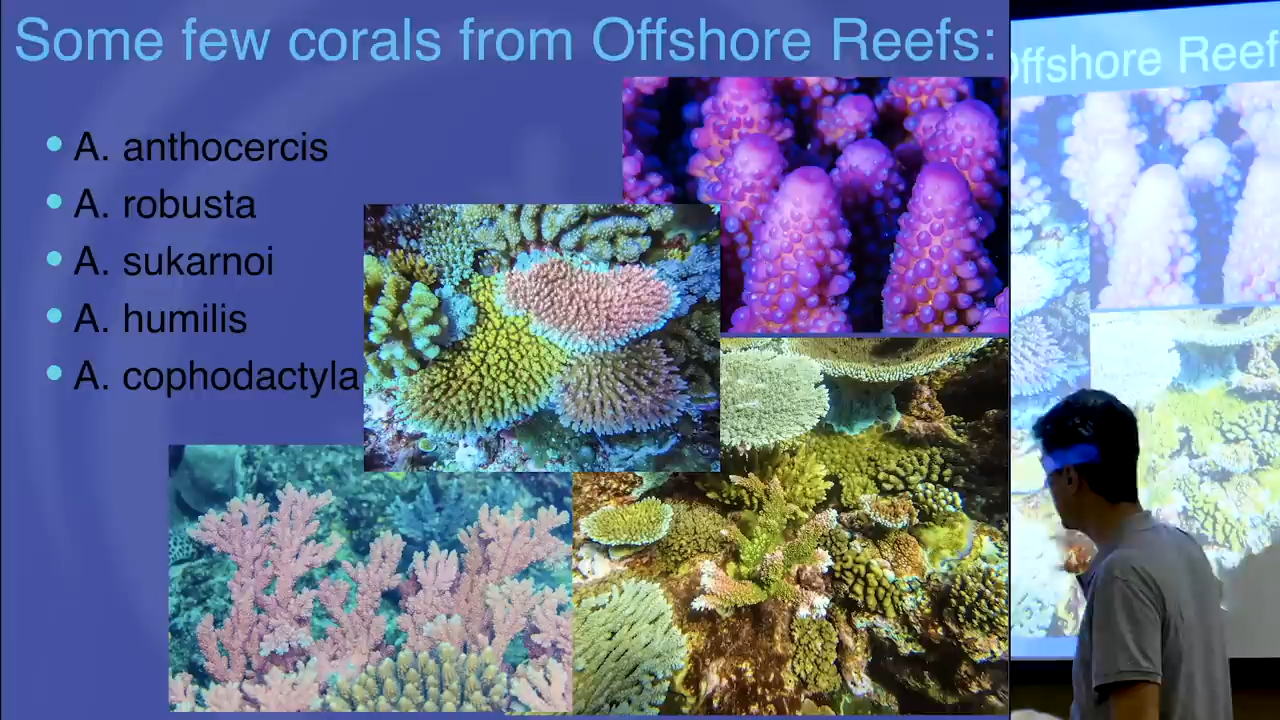 Some few corals from Offshore Reefs:
• A. anthocercis
• A. robusta
• A. sukarnoi
• A. humilis
• A. cophodactyla
Offshore Reef